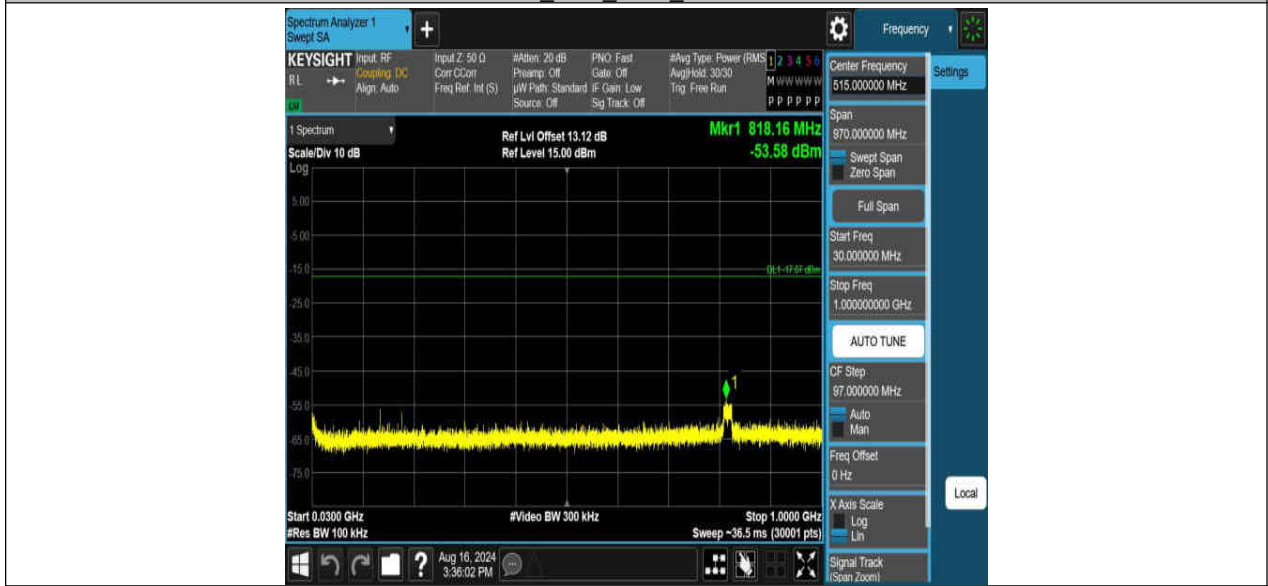 Spectrum Analyzer 1
Swept SA
+
Frequency
KEYSIGHT
RL
Input: RF
Coupling: DC
Align: Auto
Input Z: 50 Ω
Corr CCorr
Freq Ref: Int (S)
#Atten: 20 dB
Preamp: Off
µW Path: Standard
Source: Off
PNO: Fast
Gate: Off
IF Gain: Low
Sig Track: Off
#Avg Type: Power (RMS
Avg|Hold: 30/30
Trig: Free Run
1 2 3 4 5 6
M W W W W W
P P P P P P
1 Spectrum
Scale/Div 10 dB
Log
Ref Lvl Offset 13.12 dB
Ref Level 15.00 dBm
Mkr1 818.16 MHz
-53.58 dBm
5.00
-5.00
-15.0
DL1 -17.07 dBm
-25.0
-35.0
-45.0
1
-55.0
-65.0
-75.0
Start 0.0300 GHz
#Res BW 100 kHz
#Video BW 300 kHz
Stop 1.0000 GHz
Sweep ~36.5 ms (30001 pts)
Aug 16, 2024
3:36:02 PM
Center Frequency
515.000000 MHz
Settings
Span
970.000000 MHz
Swept Span
Zero Span
Full Span
Start Freq
30.000000 MHz
Stop Freq
1.000000000 GHz
AUTO TUNE
CF Step
97.000000 MHz
Auto
Man
Freq Offset
0 Hz
X Axis Scale
Log
Lin
Local
Signal Track
(Span Zoom)